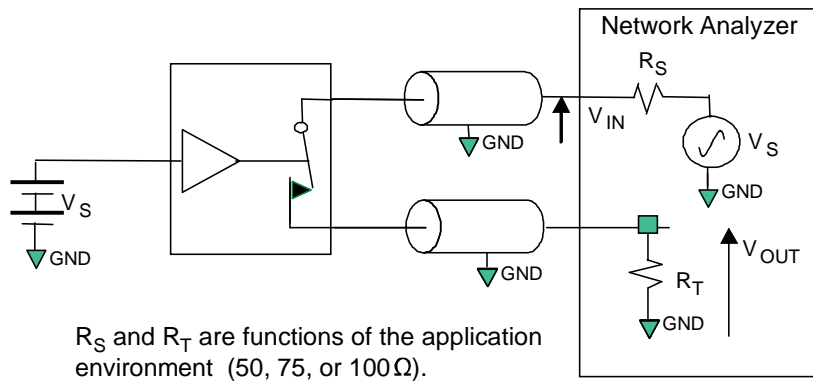 Network Analyzer
R_S
V_IN
GND
V_S
V_S
GND
GND
GND
V_OUT
R_T
GND
R_S and R_T are functions of the application
environment (50, 75, or 100Ω).